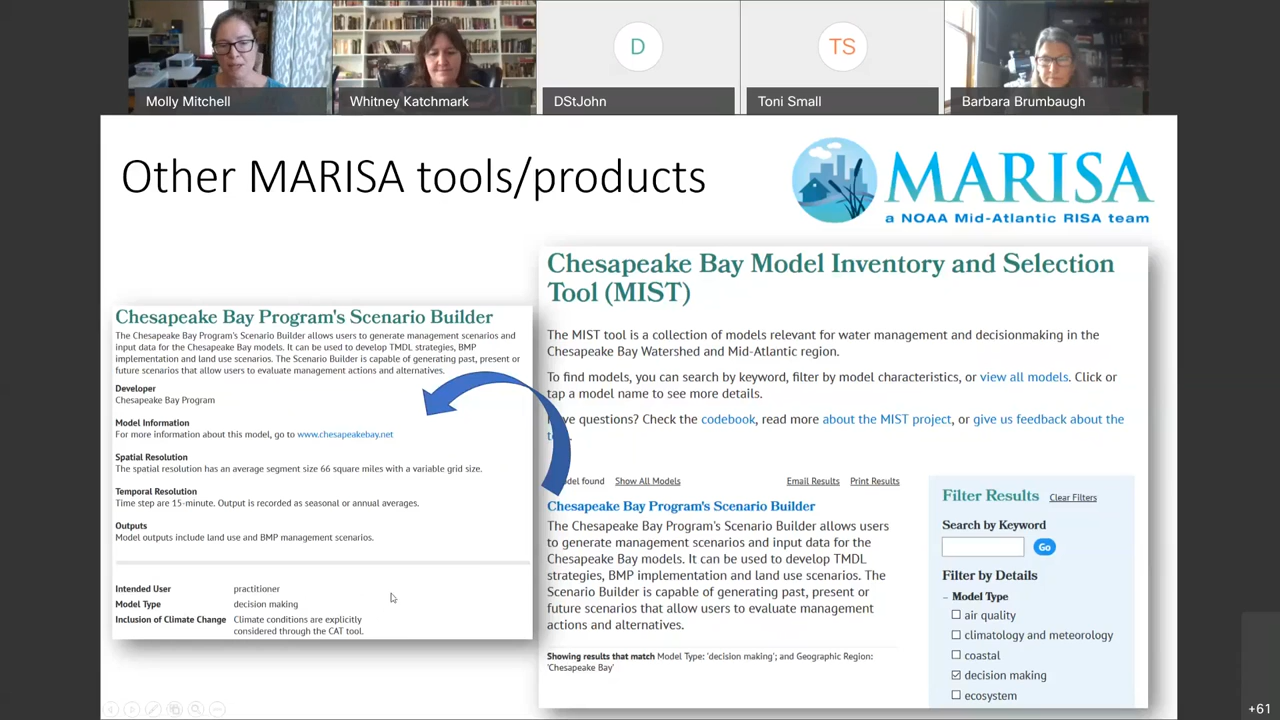 Molly Mitchell
Whitney Katchmark
D
DStJohn
TS
Toni Small
Barbara Brumbaugh
Other MARISA tools/products
MARISA
a NOAA Mid-Atlantic RISA team
Chesapeake Bay Program's Scenario Builder
The Chesapeake Bay Program's Scenario Builder allows users to generate management scenarios and
input data for the Chesapeake Bay models. It can be used to develop TMDL strategies, BMP
implementation and land use scenarios. The Scenario Builder is capable of generating past, present or
future scenarios that allow users to evaluate management actions and alternatives.
Developer
Chesapeake Bay Program
Model Information
For more information about this model, go to www.chesapeakebay.net
Spatial Resolution
The spatial resolution has an average segment size 66 square miles with a variable grid size.
Temporal Resolution
Time step are 15-minute. Output is recorded as seasonal or annual averages.
Outputs
Model outputs include land use and BMP management scenarios.
Intended User practitioner
Model Type decision making
Inclusion of Climate Change Climate conditions are explicitly
considered through the CAT tool.
Chesapeake Bay Model Inventory and Selection
Tool (MIST)
The MIST tool is a collection of models relevant for water management and decisionmaking in the
Chesapeake Bay Watershed and Mid-Atlantic region.
To find models, you can search by keyword, filter by model characteristics, or view all models. Click or
tap a model name to see more details.
questions? Check the codebook, read more about the MIST project, or give us feedback about the
found Show All Models Email Results Print Results
Chesapeake Bay Program's Scenario Builder
The Chesapeake Bay Program's Scenario Builder allows users
to generate management scenarios and input data for the
Chesapeake Bay models. It can be used to develop TMDL
strategies, BMP implementation and land use scenarios. The
Scenario Builder is capable of generating past, present or
future scenarios that allow users to evaluate management
actions and alternatives.
Showing results that match Model Type: 'decision making'; and Geographic Region:
'Chesapeake Bay'
Filter Results Clear Filters
Search by Keyword
Go
Filter by Details
– Model Type
air quality
climatology and meteorology
coastal
decision making
ecosystem
+61